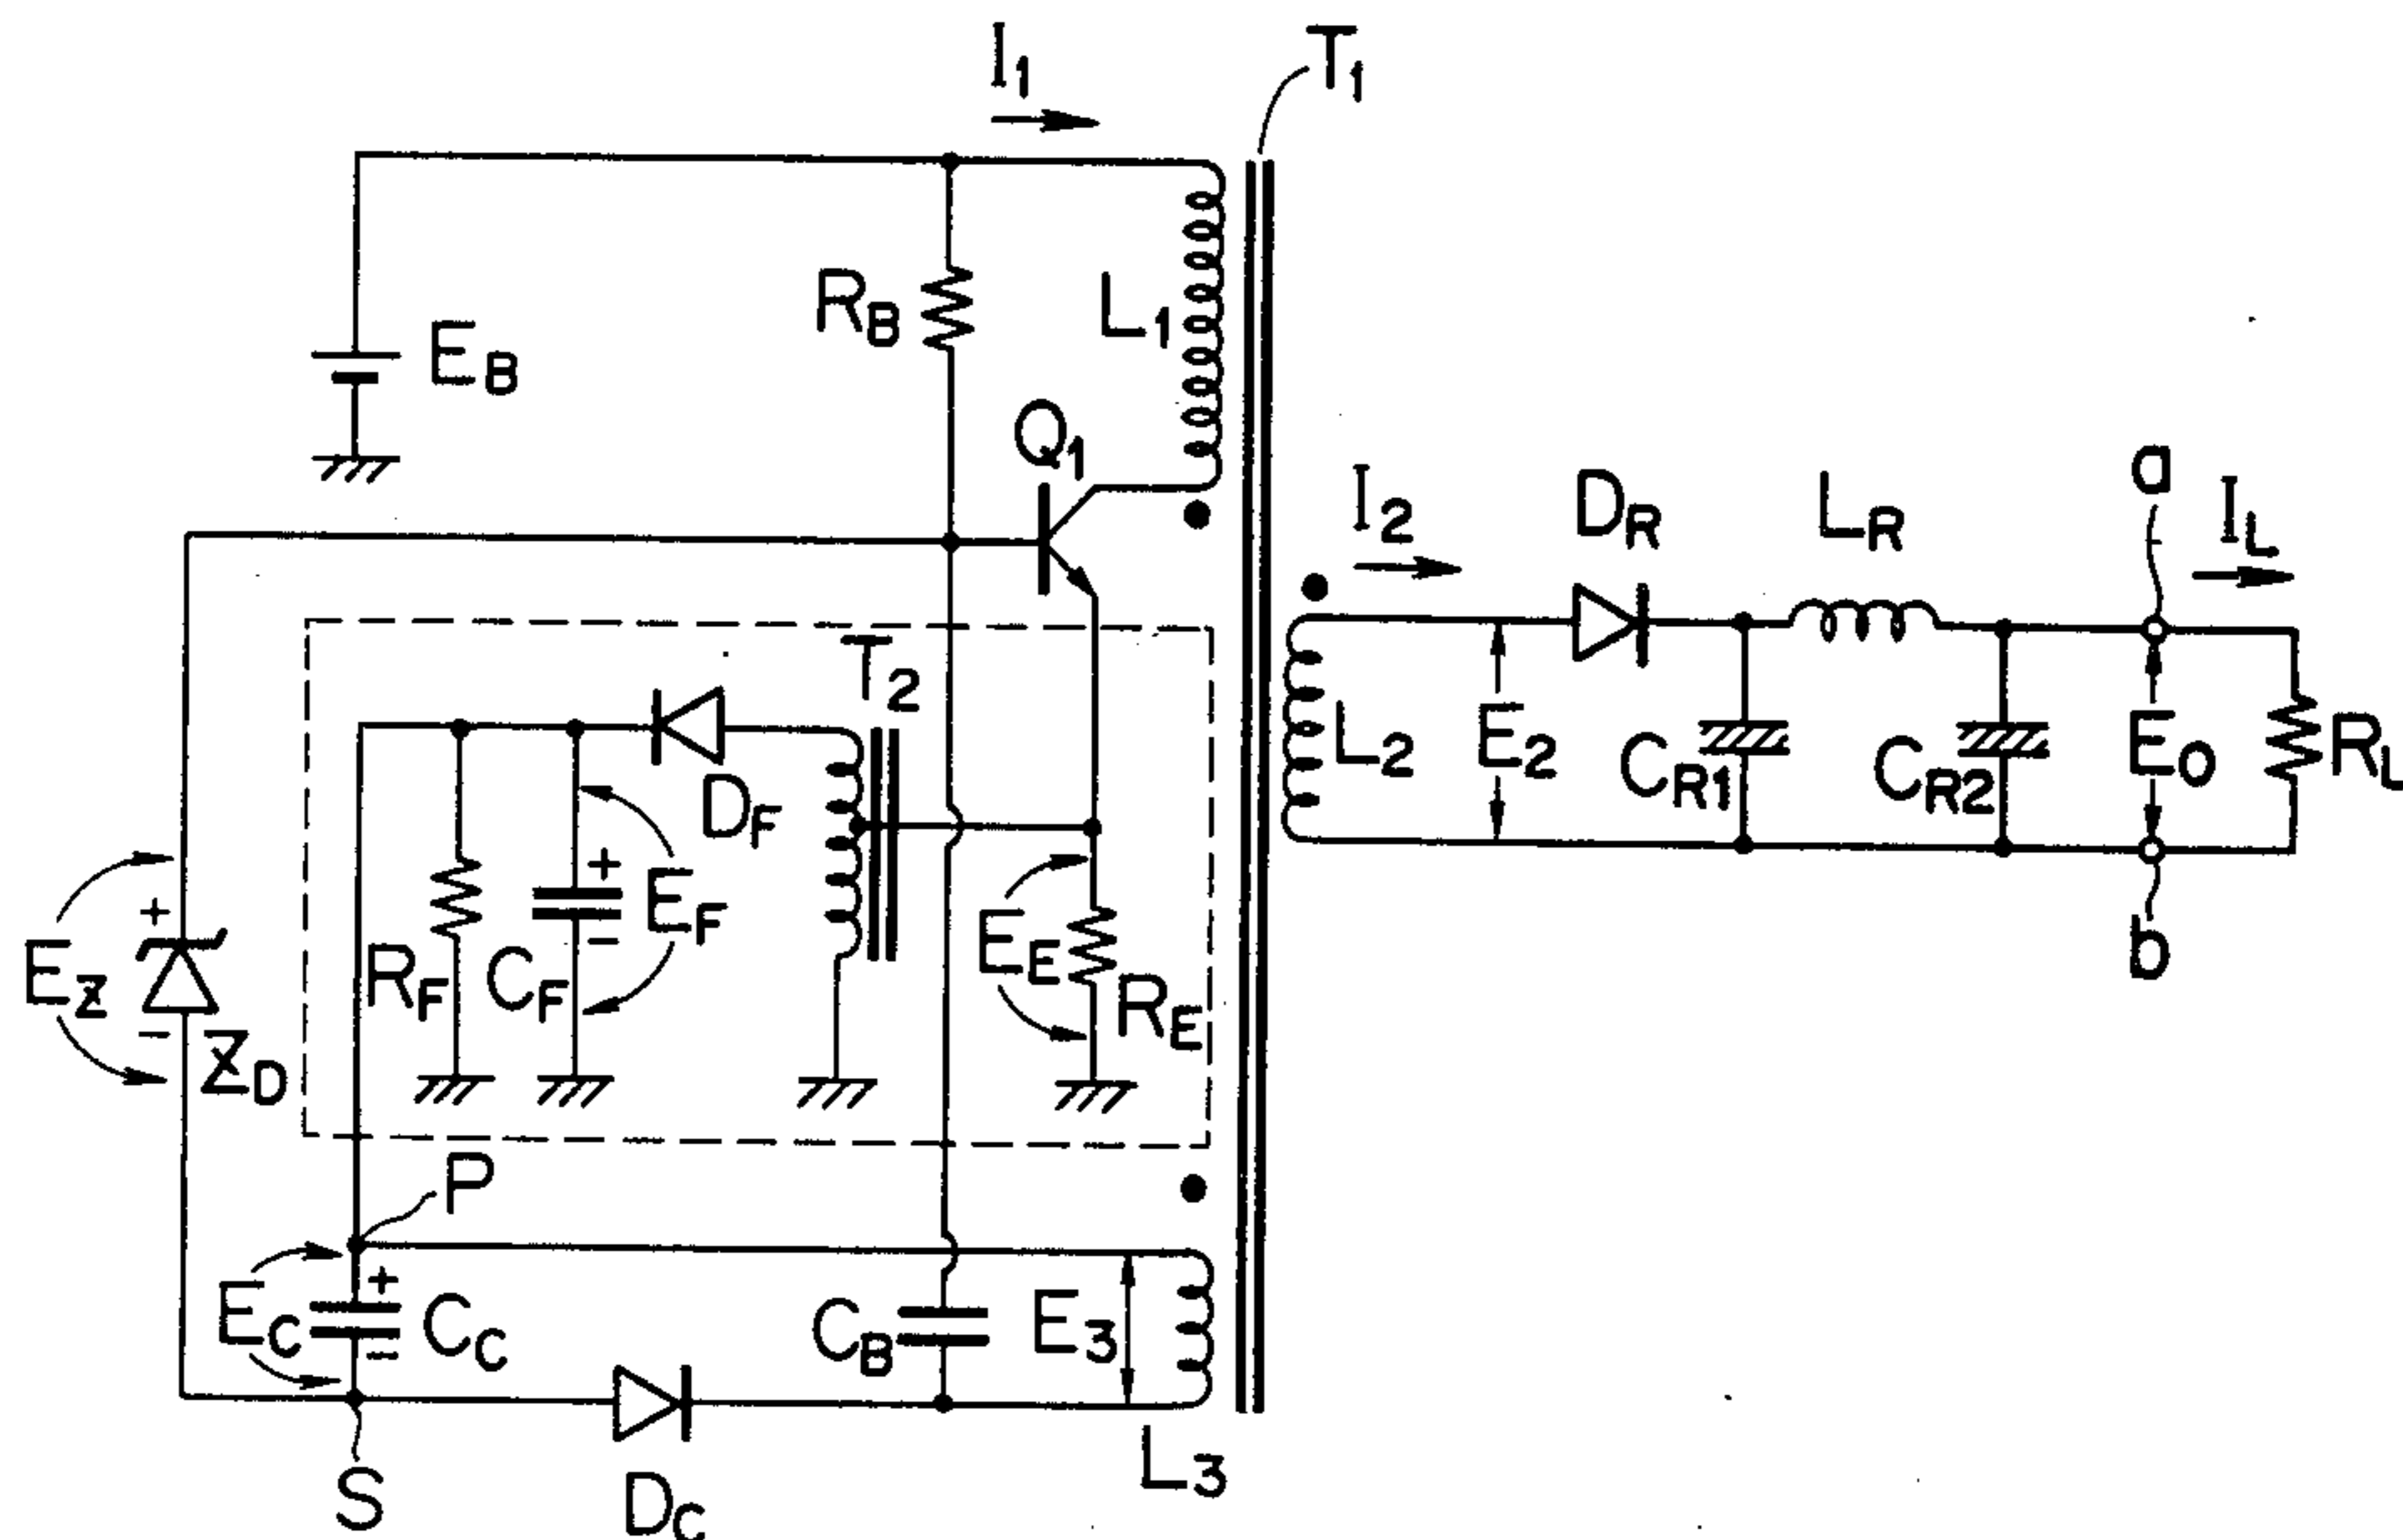 I1
T1
EB
RB
L1
Q1
I2
DR
LR
a
IL
T2
L2
E2
CR1
CR2
EO
RL
DF
+
EF
-
b
+
EZ
-
ZD
RF
CF
EE
RE
P
+
EC
CC
-
CB
E3
L3
S
DC